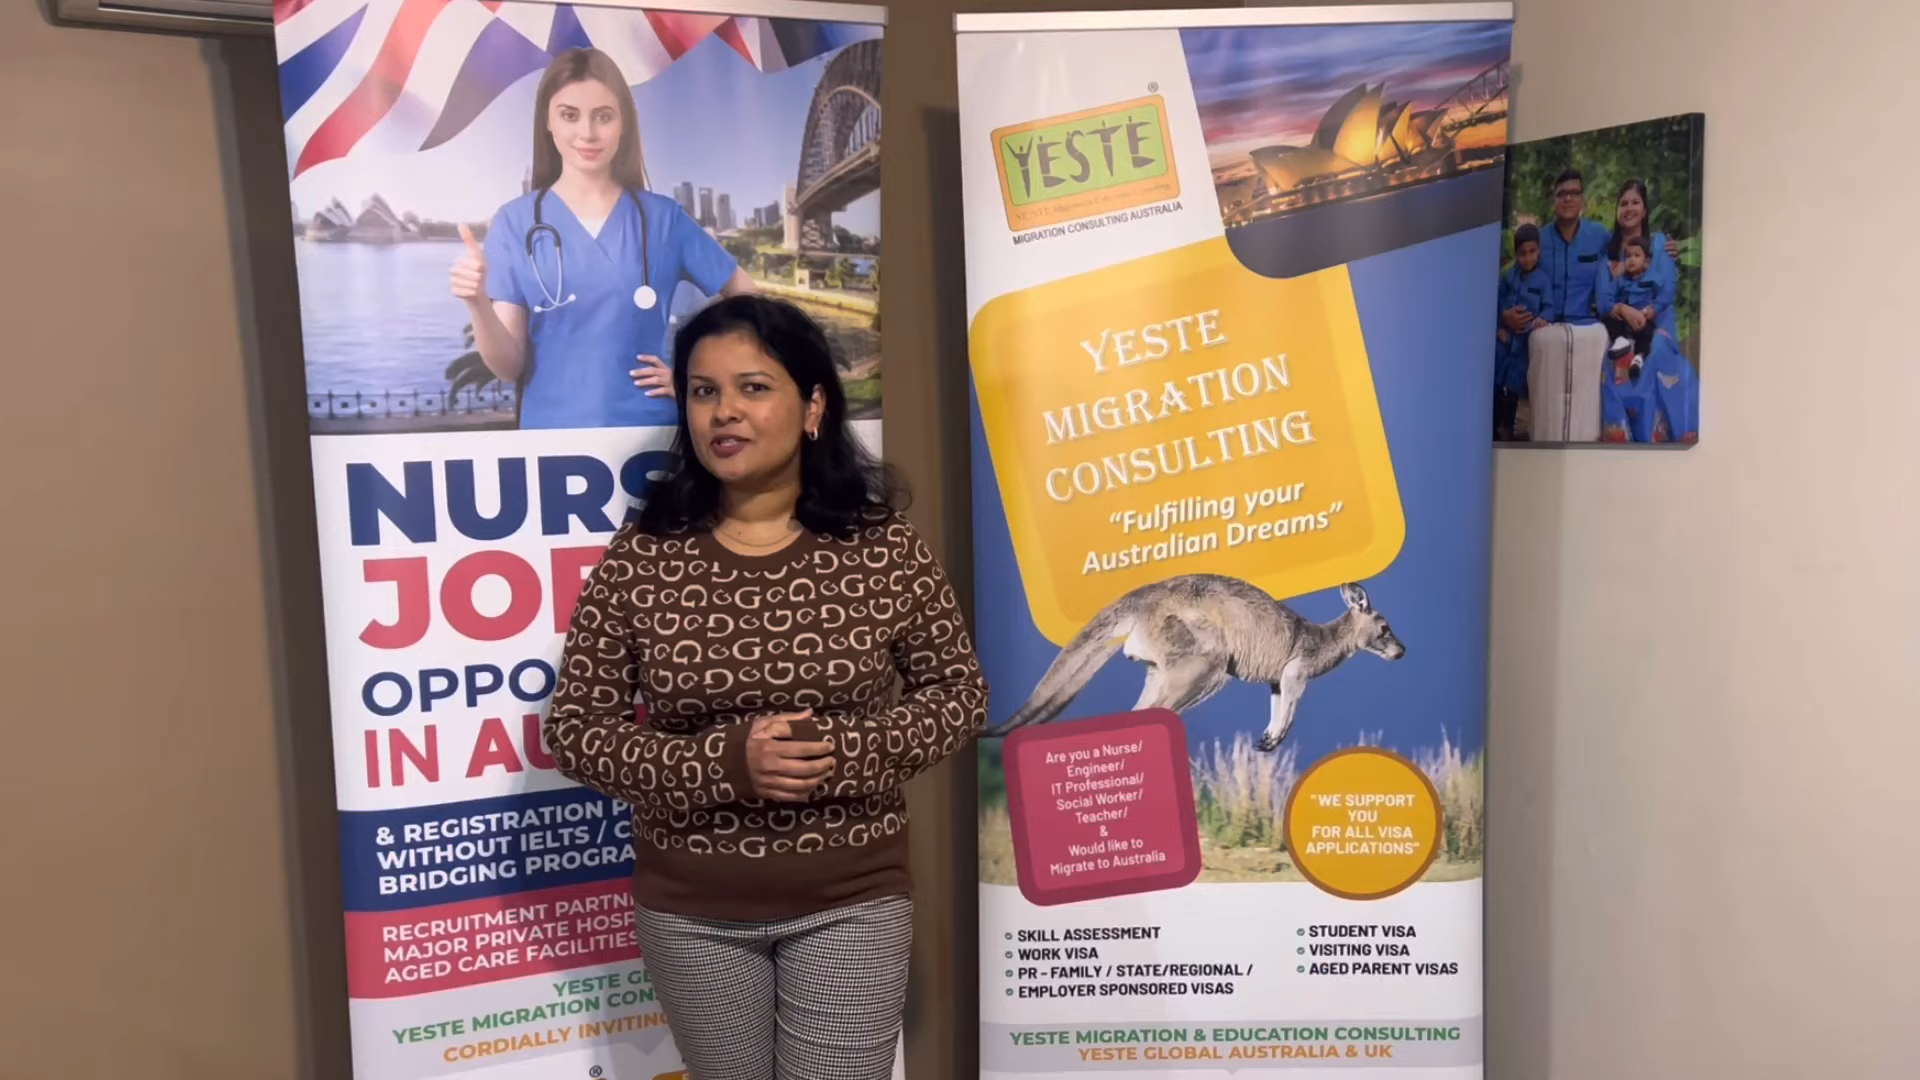 NURS
JOB
OPPO
IN AU
& REGISTRATION P
WITHOUT IELTS / C
BRIDGING PROGRA
RECRUITMENT PARTN
MAJOR PRIVATE HOSP
AGED CARE FACILITIES
YESTE GL
YESTE MIGRATION CON
CORDIALLY INVITING
®
®
YESTE
MIGRATION CONSULTING AUSTRALIA
YESTE
MIGRATION
CONSULTING
"Fulfilling your
Australian Dreams"
Are you a Nurse/
Engineer/
IT Professional/
Social Worker/
Teacher/
&
Would like to
Migrate to Australia
"WE SUPPORT
YOU
FOR ALL VISA
APPLICATIONS"
SKILL ASSESSMENT
WORK VISA
PR - FAMILY / STATE/REGIONAL /
EMPLOYER SPONSORED VISAS
STUDENT VISA
VISITING VISA
AGED PARENT VISAS
YESTE MIGRATION & EDUCATION CONSULTING
YESTE GLOBAL AUSTRALIA & UK